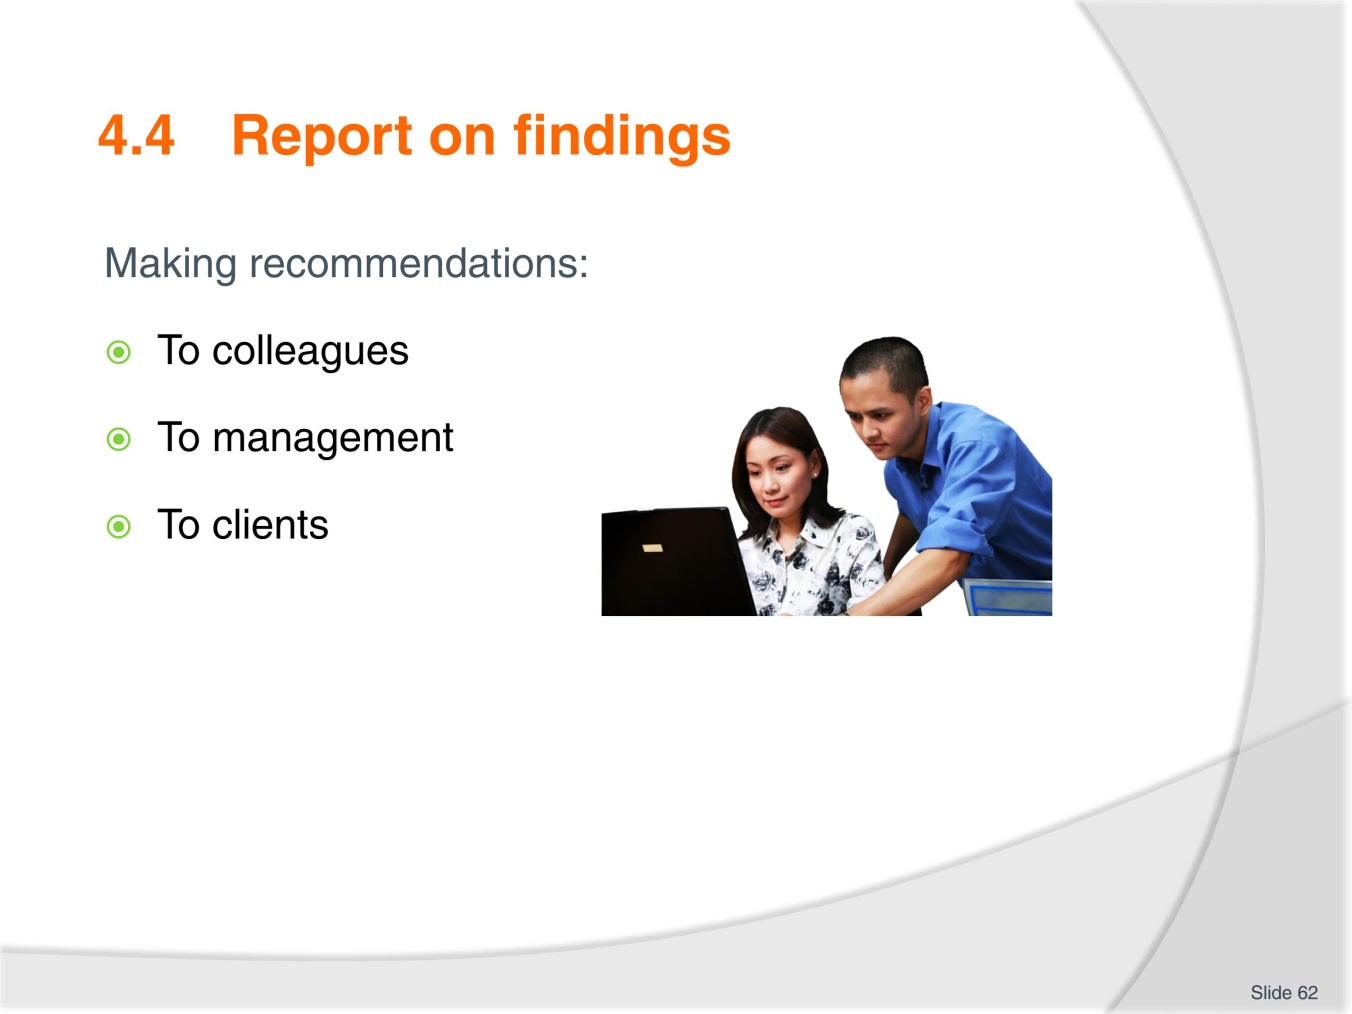 4.4 Report on findings
Making recommendations:
To colleagues
To management
To clients
Slide 62